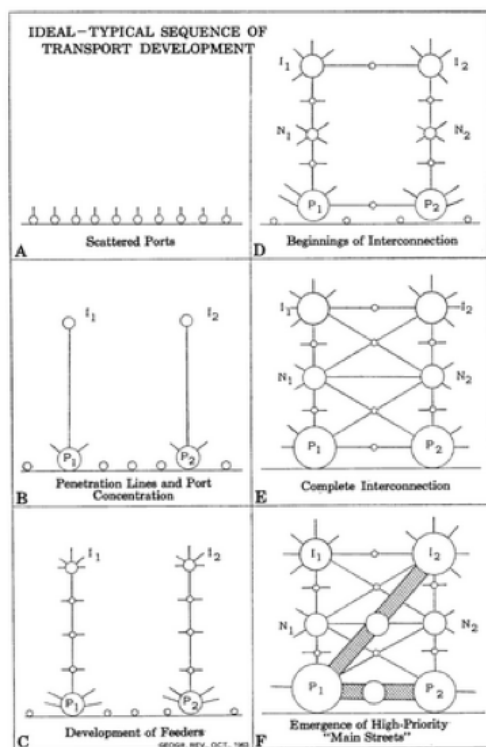 IDEAL-TYPICAL SEQUENCE OF
TRANSPORT DEVELOPMENT
A
Scattered Ports
I₁
I₂
P₁
P₂
B
Penetration Lines and Port
Concentration
I₁
I₂
P₁
P₂
C
Development of Feeders
GEOGR. REV., OCT. 1963
I₁
I₂
N₁
N₂
P₁
P₂
D
Beginnings of Interconnection
I₁
I₂
N₁
N₂
P₁
P₂
E
Complete Interconnection
I₁
I₂
N₁
N₂
P₁
P₂
F
Emergence of High-Priority
"Main Streets"